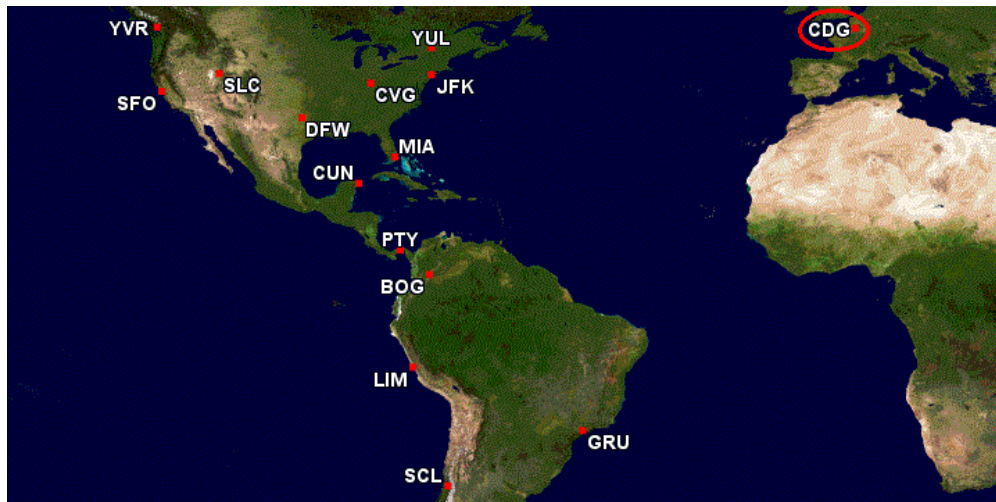 YVR
YUL
CDG
SLC
JFK
CVG
SFO
DFW
MIA
CUN
PTY
BOG
LIM
GRU
SCL